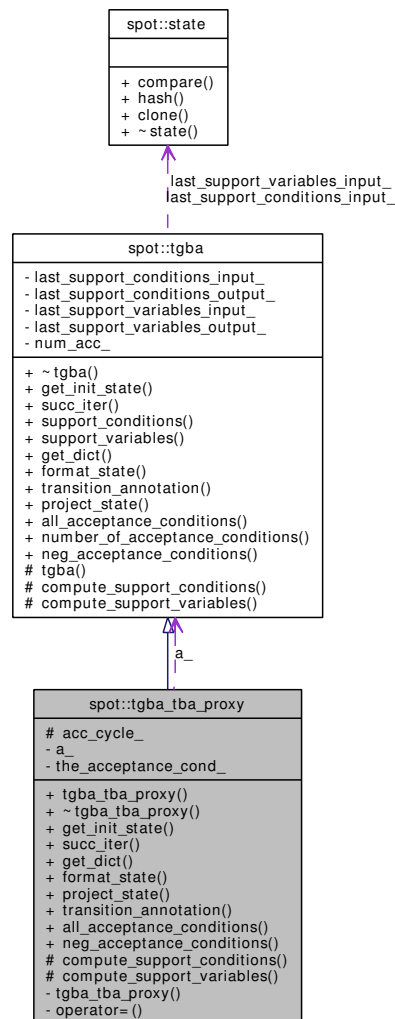 spot::state
+ compare()
+ hash()
+ clone()
+ ~state()
last_support_variables_input_
last_support_conditions_input_
spot::tgba
- last_support_conditions_input_
- last_support_conditions_output_
- last_support_variables_input_
- last_support_variables_output_
- num_acc_
+ ~tgba()
+ get_init_state()
+ succ_iter()
+ support_conditions()
+ support_variables()
+ get_dict()
+ format_state()
+ transition_annotation()
+ project_state()
+ all_acceptance_conditions()
+ number_of_acceptance_conditions()
+ neg_acceptance_conditions()
# tgba()
# compute_support_conditions()
# compute_support_variables()
a_
spot::tgba_tba_proxy
# acc_cycle_
- a_
- the_acceptance_cond_
+ tgba_tba_proxy()
+ ~tgba_tba_proxy()
+ get_init_state()
+ succ_iter()
+ get_dict()
+ format_state()
+ project_state()
+ transition_annotation()
+ all_acceptance_conditions()
+ neg_acceptance_conditions()
# compute_support_conditions()
# compute_support_variables()
- tgba_tba_proxy()
- operator=()